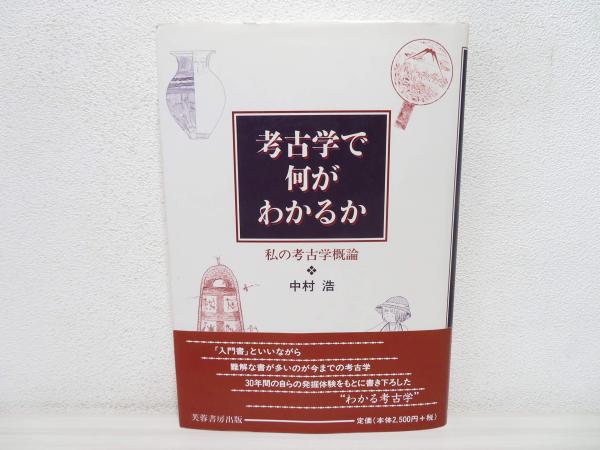 考古学で
何が
わかるか
私の考古学概論
中村 浩
「入門書」といいながら
難解な書が多いのが今までの考古学
30年間の自らの発掘体験をもとに書き下ろした
“わかる考古学”
芙蓉書房出版
定価(本体2,500円+税)